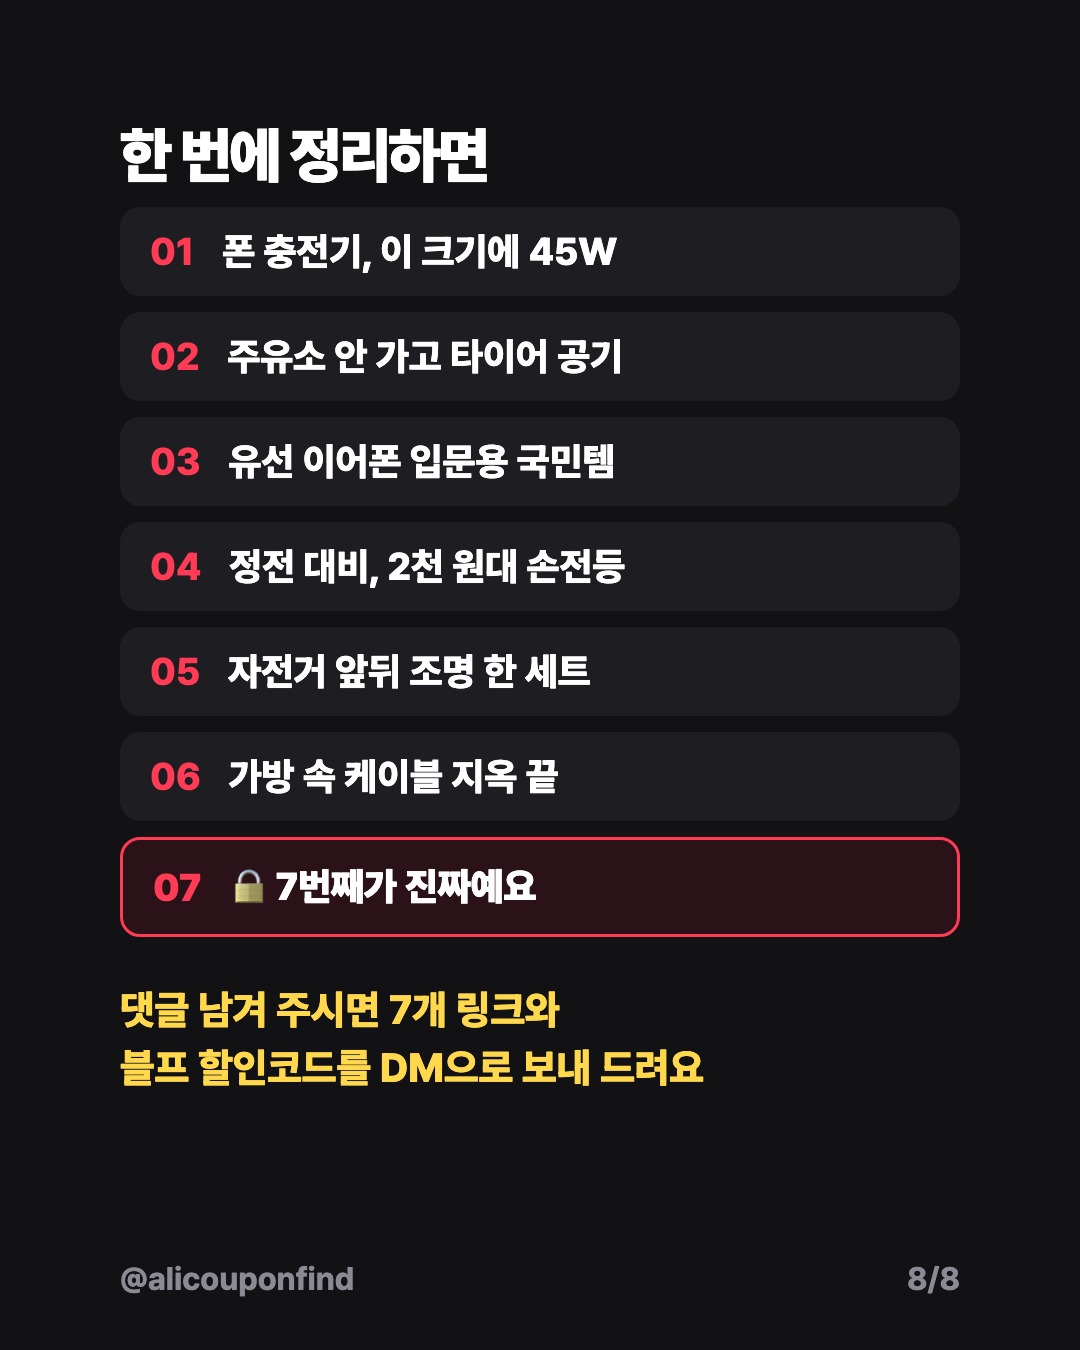 한 번에 정리하면
01 폰 충전기, 이 크기에 45W
02 주유소 안 가고 타이어 공기
03 유선 이어폰 입문용 국민템
04 정전 대비, 2천 원대 손전등
05 자전거 앞뒤 조명 한 세트
06 가방 속 케이블 지옥 끝
07 🔒 7번째가 진짜예요
댓글 남겨 주시면 7개 링크와
블프 할인코드를 DM으로 보내 드려요
@alicouponfind 8/8